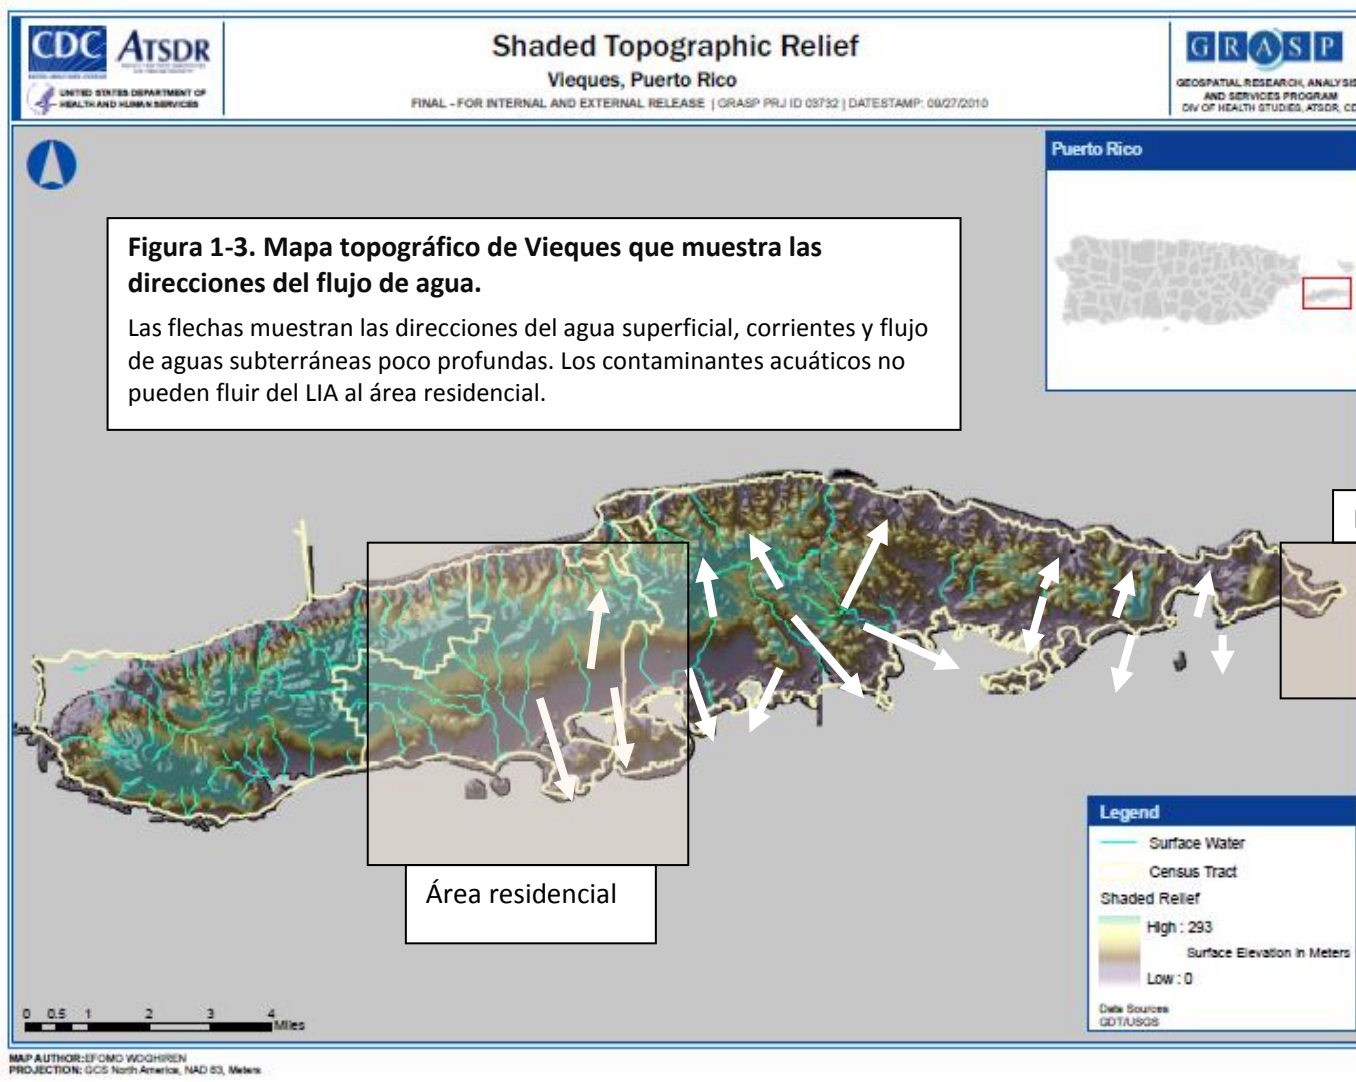 CDC ATSDR
UNITED STATES DEPARTMENT OF
HEALTH AND HUMAN SERVICES
Shaded Topographic Relief
Vieques, Puerto Rico
FINAL - FOR INTERNAL AND EXTERNAL RELEASE | GRASP PRJ ID 03732 | DATESTAMP: 09/27/2010
GRASP
GEOSPATIAL RESEARCH, ANALYSIS
AND SERVICES PROGRAM
DIV OF HEALTH STUDIES, ATSDR, CD
Puerto Rico
Figura 1-3. Mapa topográfico de Vieques que muestra las
direcciones del flujo de agua.
Las flechas muestran las direcciones del agua superficial, corrientes y flujo
de aguas subterráneas poco profundas. Los contaminantes acuáticos no
pueden fluir del LIA al área residencial.
Área residencial
Legend
Surface Water
Census Tract
Shaded Relief
High : 293
Surface Elevation in Meters
Low : 0
Data Sources
GDT/USGS
0 0.5 1 2 3 4
Miles
MAP AUTHOR: EFOMO WOGHIREN
PROJECTION: GCS North America, NAD 83, Meters